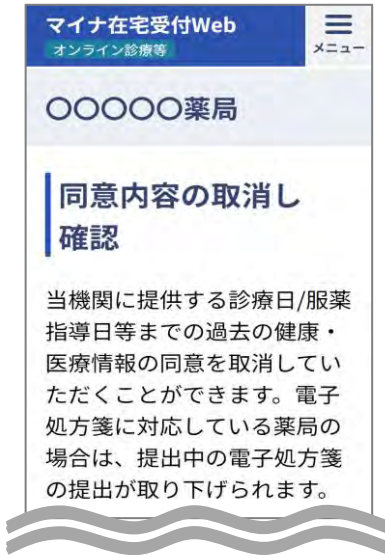 マイナ在宅受付Web
オンライン診療等
メニュー
〇〇〇〇〇薬局
同意内容の取消し
確認
当機関に提供する診療日/服薬
指導日等までの過去の健康・
医療情報の同意を取消してい
ただくことができます。電子
処方箋に対応している薬局の
場合は、提出中の電子処方箋
の提出が取り下げられます。